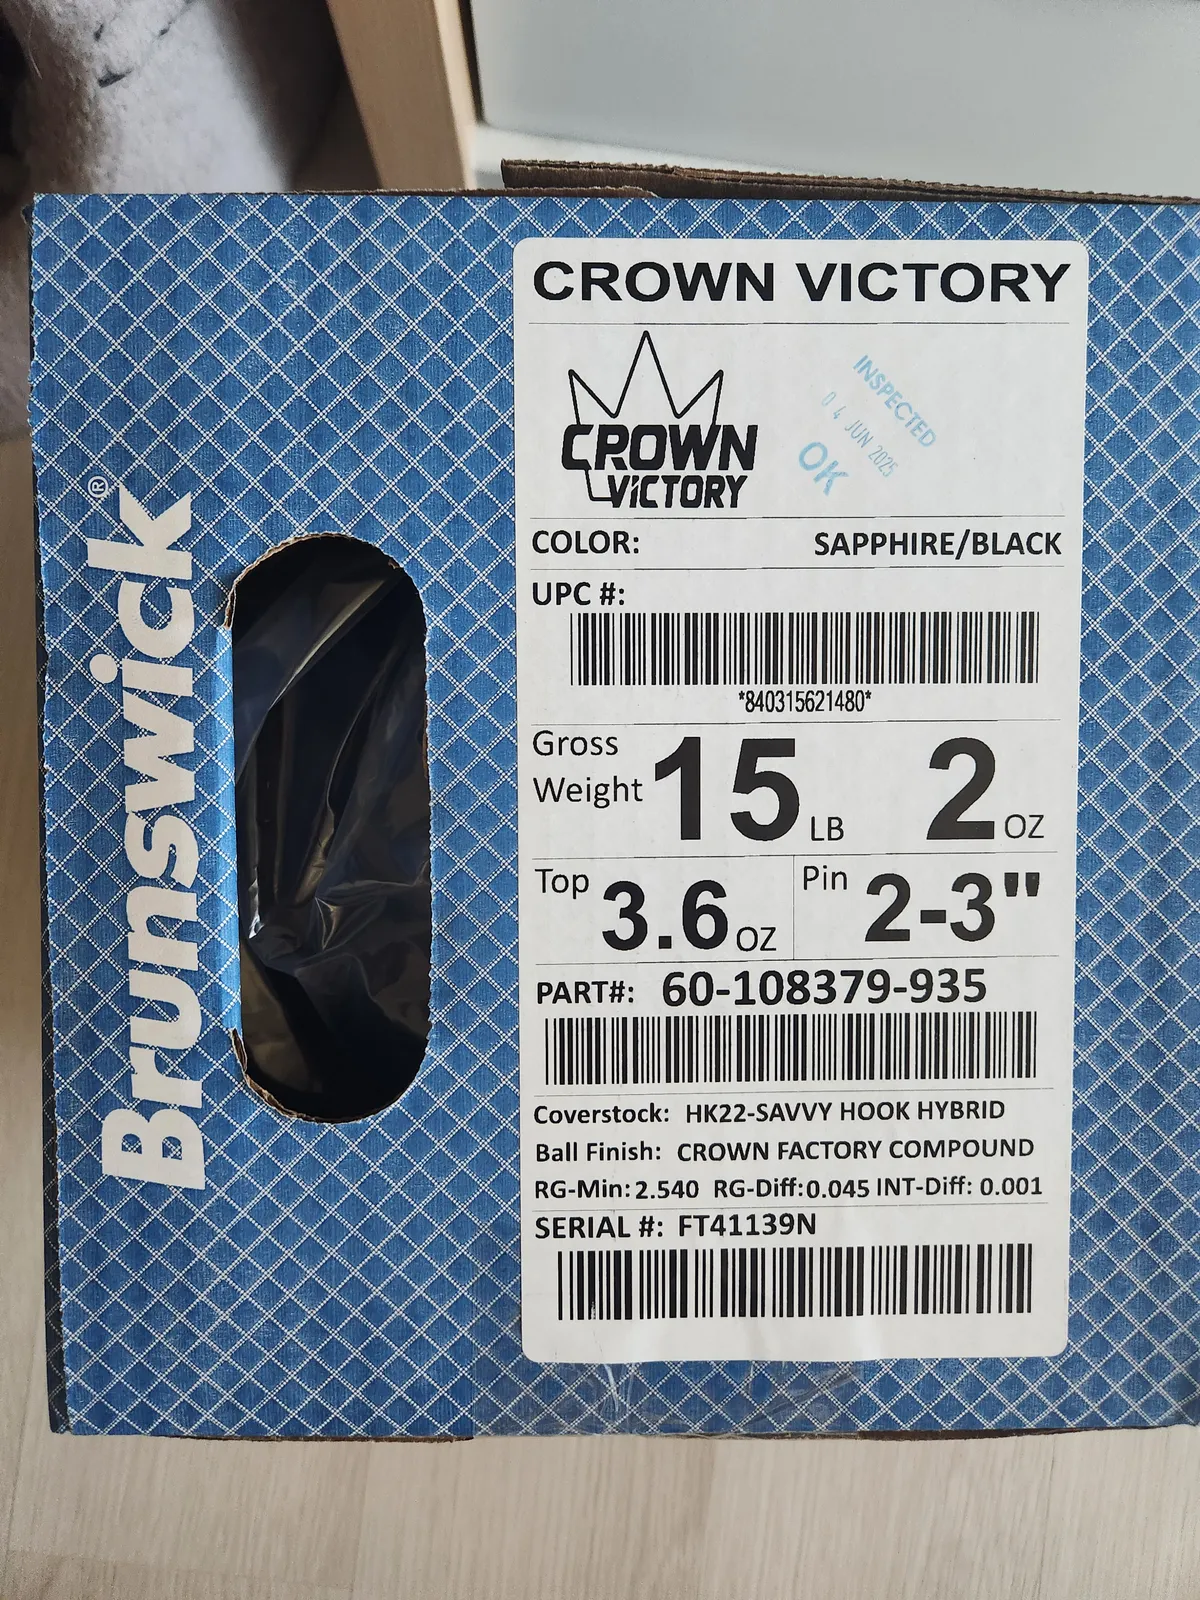 Brunswick®
CROWN VICTORY
CROWN
VICTORY
INSPECTED
04 JUN 2025
OK
COLOR: SAPPHIRE/BLACK
UPC #:
*840315621480*
Gross
Weight 15 LB 2 OZ
Top 3.6 OZ Pin 2-3"
PART#: 60-108379-935
Coverstock: HK22-SAVVY HOOK HYBRID
Ball Finish: CROWN FACTORY COMPOUND
RG-Min: 2.540 RG-Diff: 0.045 INT-Diff: 0.001
SERIAL #: FT41139N